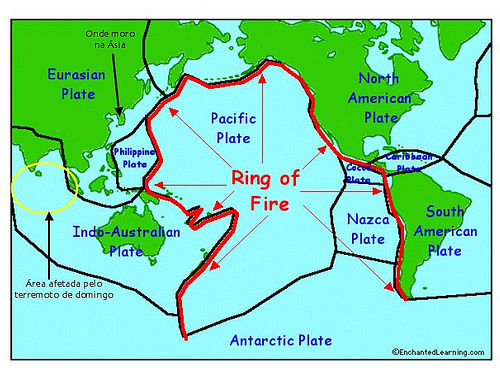 Onde moro
na Ásia
Eurasian
Plate
North
American
Plate
Pacific
Plate
Philippine
Plate
Cocos
Plate
Caribbean
Plate
Ring of
Fire
Indo-Australian
Plate
Nazca
Plate
South
American
Plate
Área afetada pelo
terremoto de domingo
Antarctic Plate
©EnchantedLearning.com